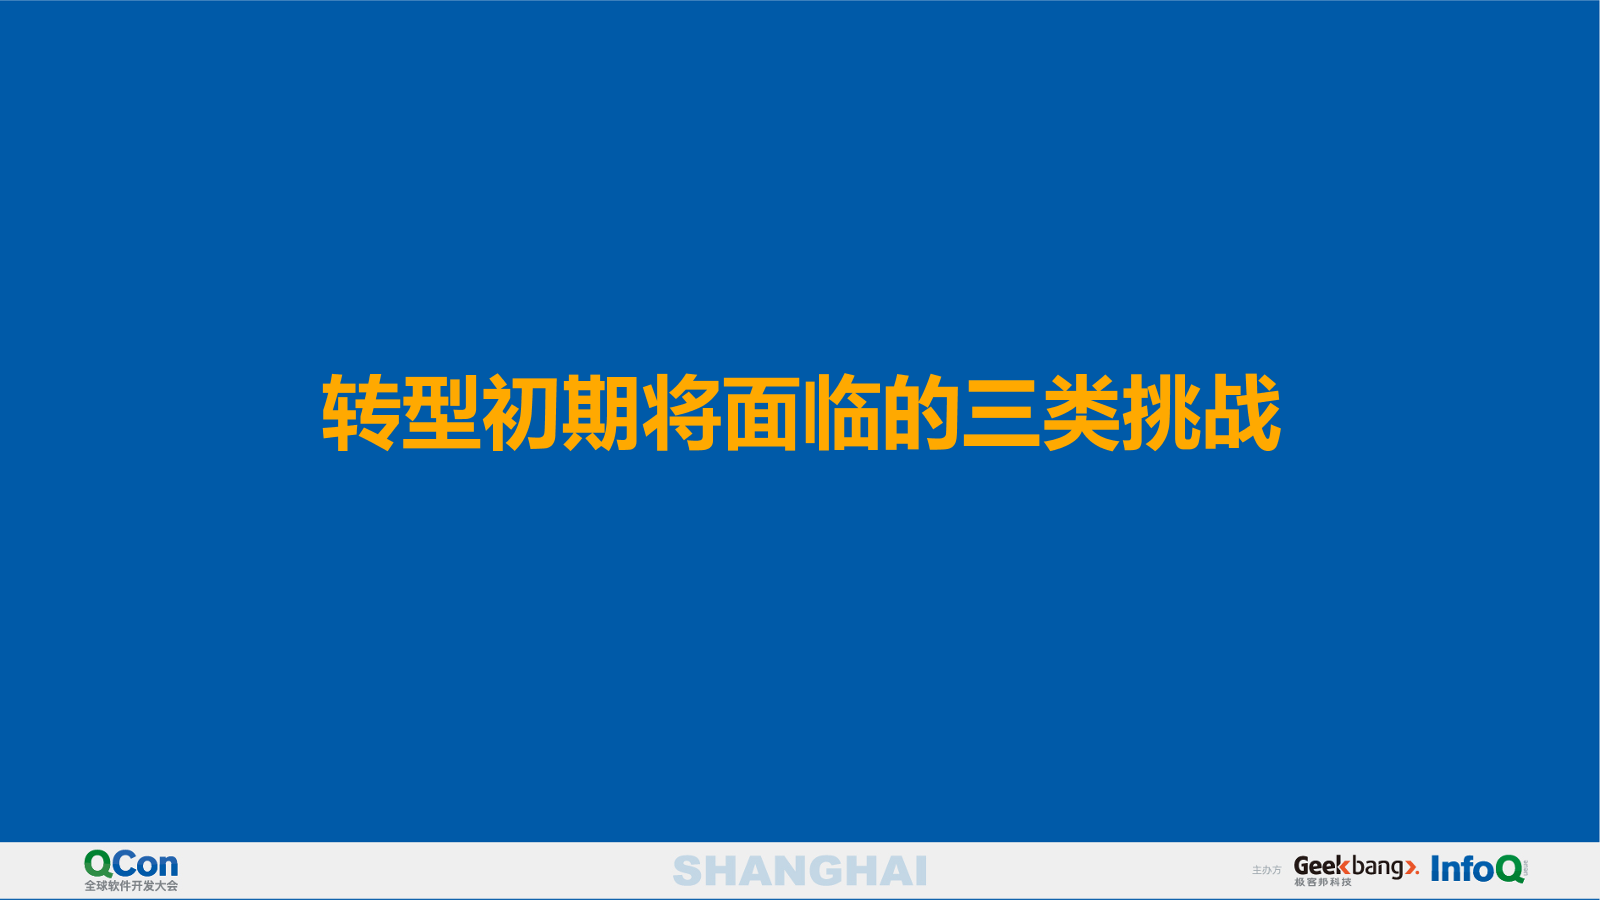 转型初期将面临的三类挑战
QCon
全球软件开发大会
SHANGHAI
主办方
Geekbang
极客邦科技
InfoQ